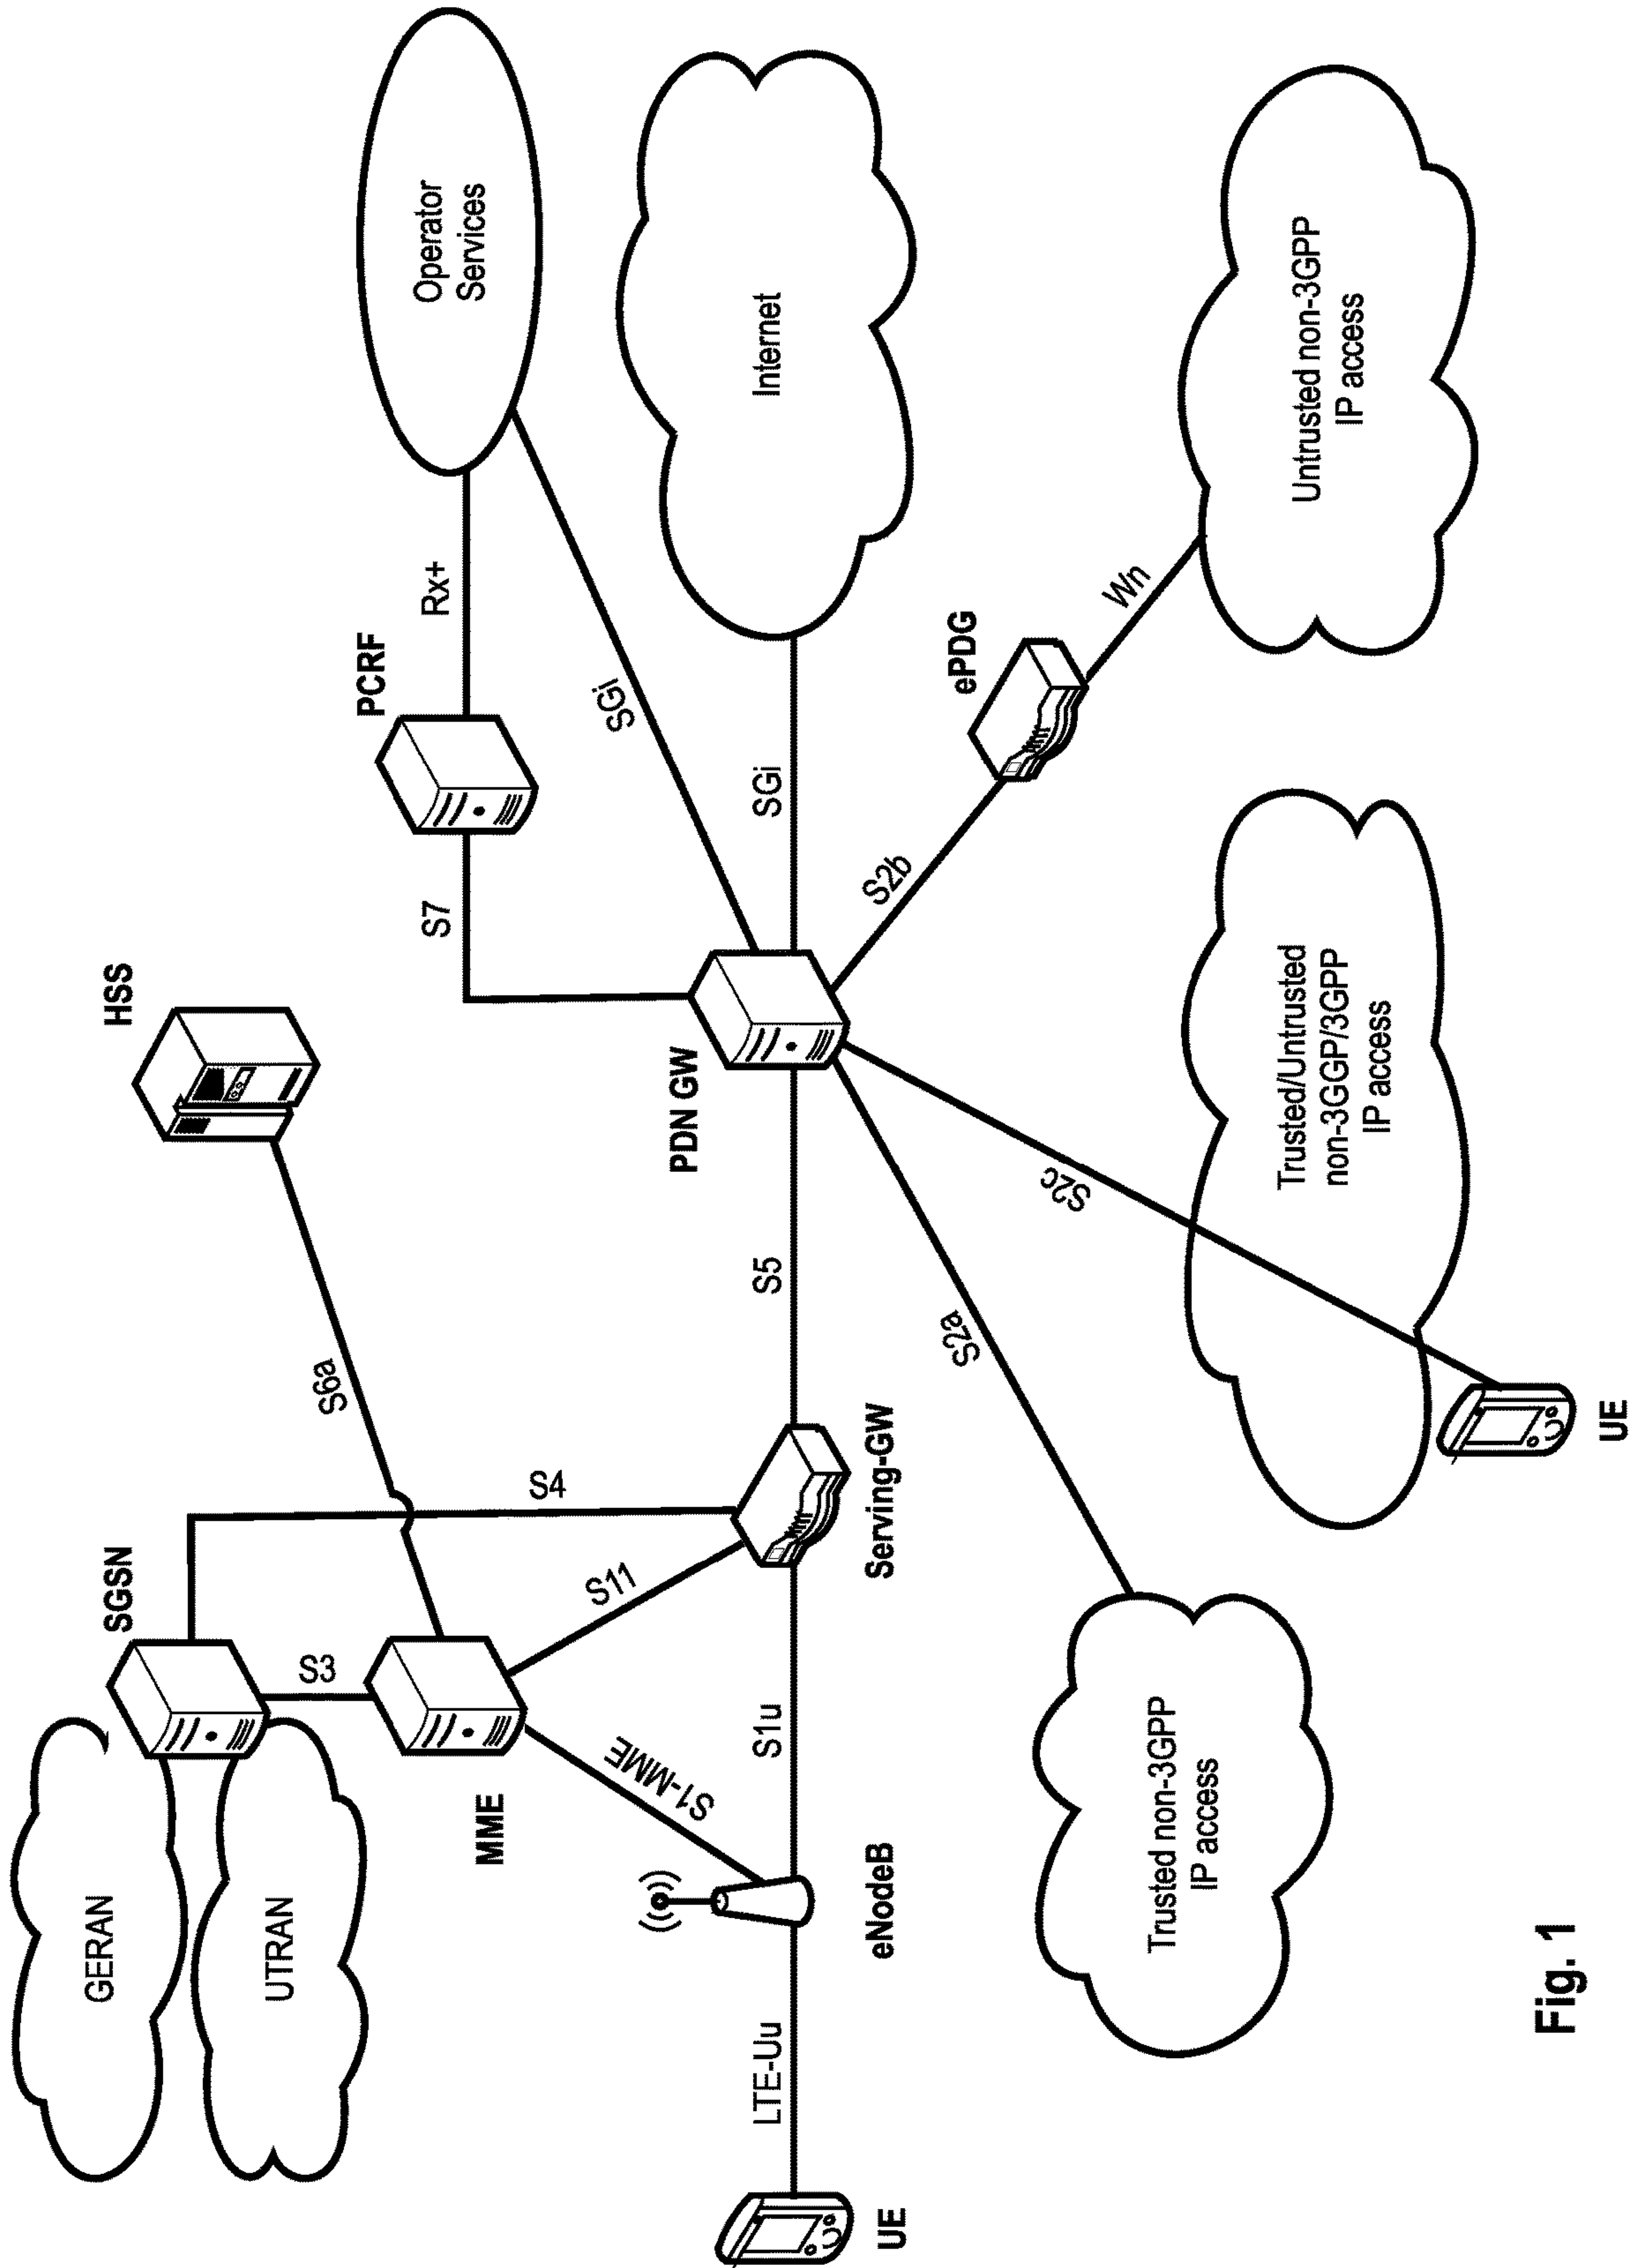 GERAN
UTRAN
SGSN
HSS
S3
S6a
S4
MME
S11
S1-MME
S7
PCRF
Rx+
Operator
Services
SGi
UE
LTE-Uu
eNodeB
S1u
Serving-GW
S5
PDN GW
SGi
Internet
S2a
S2c
S2b
ePDG
Wn
Trusted non-3GPP
IP access
Trusted/Untrusted
non-3GGP/3GPP
IP access
Untrusted non-3GPP
IP access
UE
Fig. 1